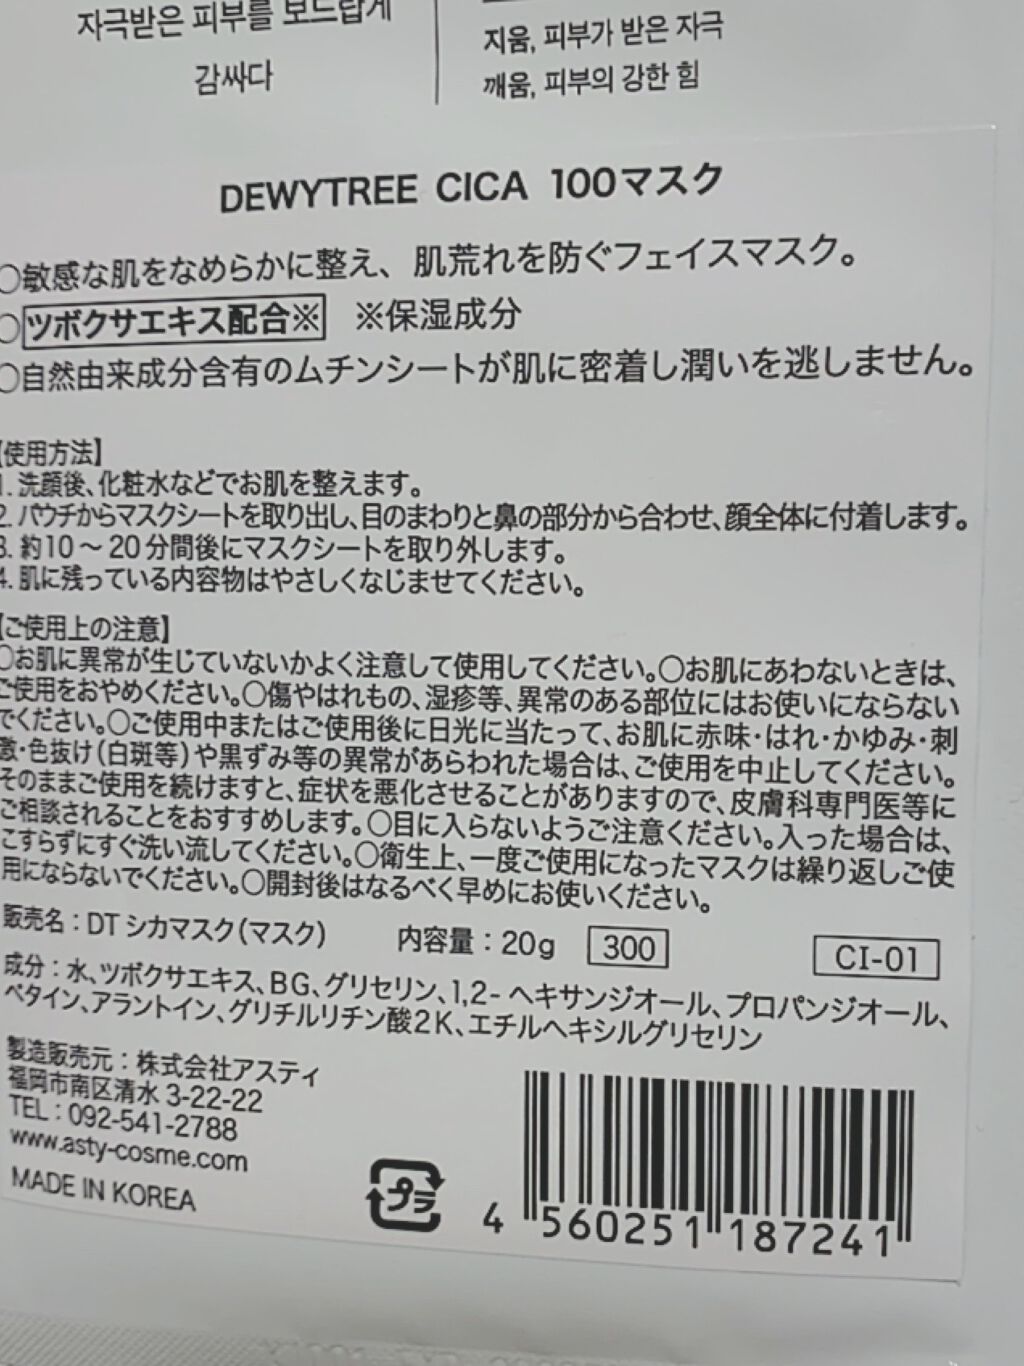 자극받은 피부를 보드랍게
감싸다
지움, 피부가 받은 자극
깨움, 피부의 강한 힘
DEWYTREE CICA 100マスク
○敏感な肌をなめらかに整え、肌荒れを防ぐフェイスマスク。
○ツボクサエキス配合※ ※保湿成分
○自然由来成分含有のムチンシートが肌に密着し潤いを逃しません。
【使用方法】
1. 洗顔後、化粧水などでお肌を整えます。
2. パウチからマスクシートを取り出し、目のまわりと鼻の部分から合わせ、顔全体に付着します。
3. 約10～20分間後にマスクシートを取り外します。
4. 肌に残っている内容物はやさしくなじませてください。
【ご使用上の注意】
○お肌に異常が生じていないかよく注意して使用してください。○お肌にあわないときは、
ご使用をおやめください。○傷やはれもの、湿疹等、異常のある部位にはお使いにならない
でください。○ご使用中またはご使用後に日光に当たって、お肌に赤味・はれ・かゆみ・刺
激・色抜け(白斑等)や黒ずみ等の異常があらわれた場合は、ご使用を中止してください。
そのままご使用を続けますと、症状を悪化させることがありますので、皮膚科専門医等に
ご相談されることをおすすめします。○目に入らないようご注意ください。入った場合は、
こすらずにすぐ洗い流してください。○衛生上、一度ご使用になったマスクは繰り返しご使
用にならないでください。○開封後はなるべく早めにお使いください。
販売名：DT シカマスク(マスク) 内容量：20g 300 CI-01
成分：水、ツボクサエキス、BG、グリセリン、1,2-ヘキサンジオール、プロパンジオール、
ベタイン、アラントイン、グリチルリチン酸2K、エチルヘキシルグリセリン
製造販売元：株式会社アスティ
福岡市南区清水 3-22-22
TEL：092-541-2788
www.asty-cosme.com
MADE IN KOREA
プラ
4 560251 187241